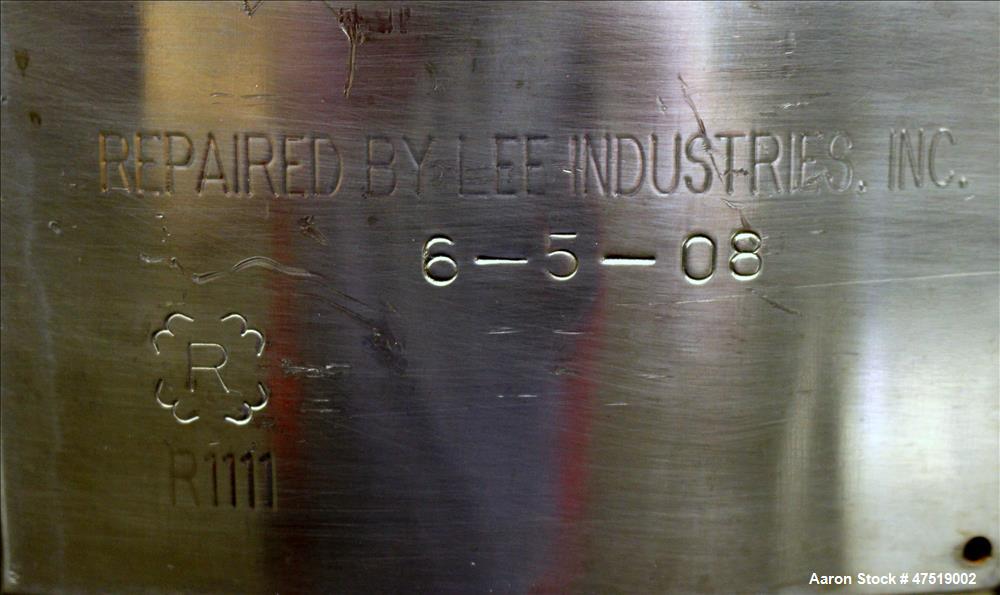 REPAIRED BY LEE INDUSTRIES, INC.
6-5-08
R
R1111
Aaron Stock # 47519002